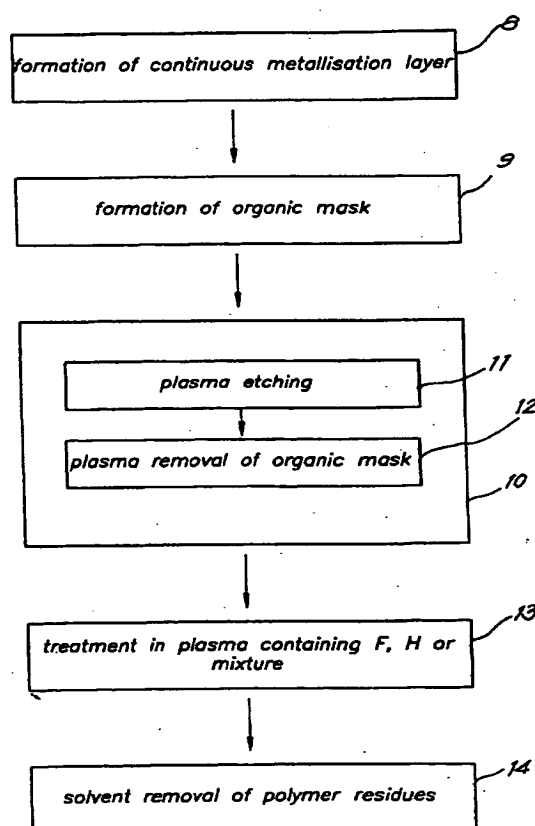 8
formation of continuous metallisation layer
9
formation of organic mask
11
plasma etching
12
plasma removal of organic mask
10
13
treatment in plasma containing F, H or
mixture
14
solvent removal of polymer residues